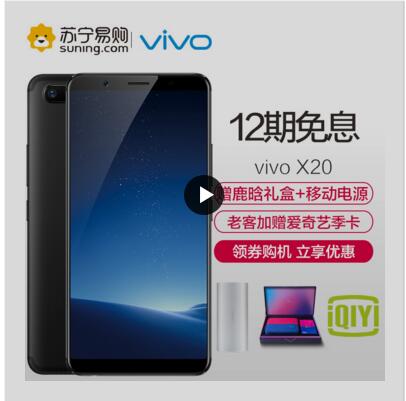 苏宁易购
suning.com
vivo
12期免息
vivo X20
赠鹿晗礼盒+移动电源
老客加赠爱奇艺季卡
领券购机 立享优惠
iQIYI